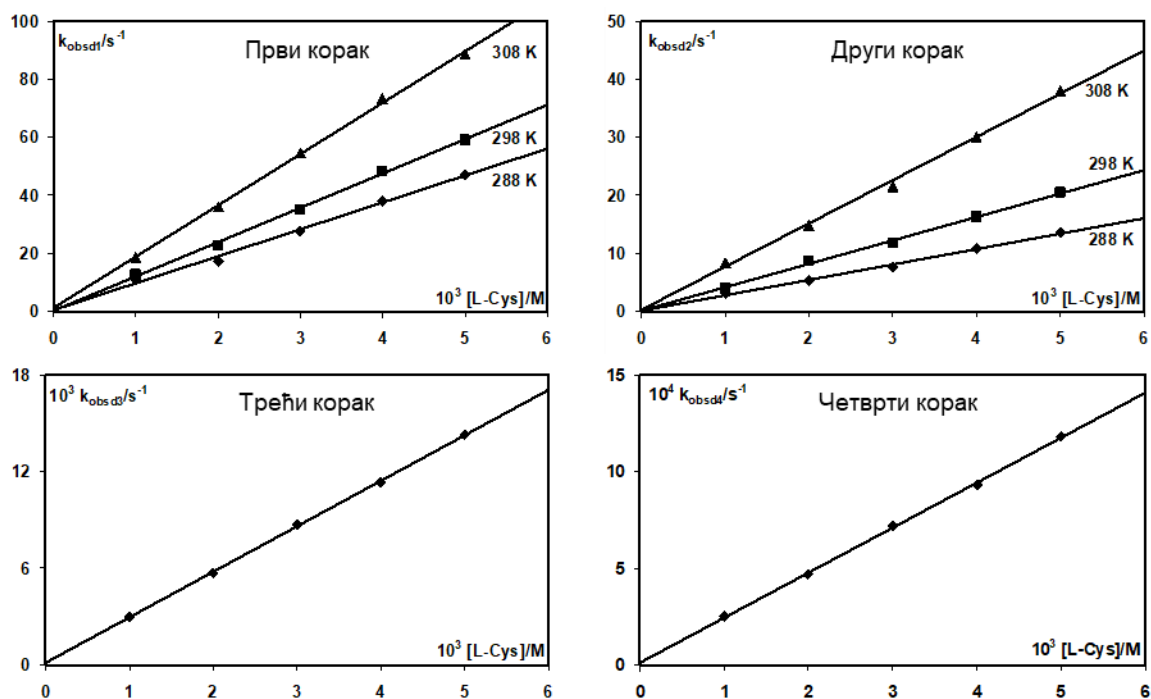 100
80
60
40
20
0
k_obsd1/s⁻¹
Први корак
308 K
298 K
288 K
10³ [L-Cys]/M
0 1 2 3 4 5 6
50
40
30
20
10
0
k_obsd2/s⁻¹
Други корак
308 K
298 K
288 K
10³ [L-Cys]/M
0 1 2 3 4 5 6
18
12
6
0
10³ k_obsd3/s⁻¹
Трећи корак
10³ [L-Cys]/M
0 1 2 3 4 5 6
15
10
5
0
10⁴ k_obsd4/s⁻¹
Четврти корак
10³ [L-Cys]/M
0 1 2 3 4 5 6